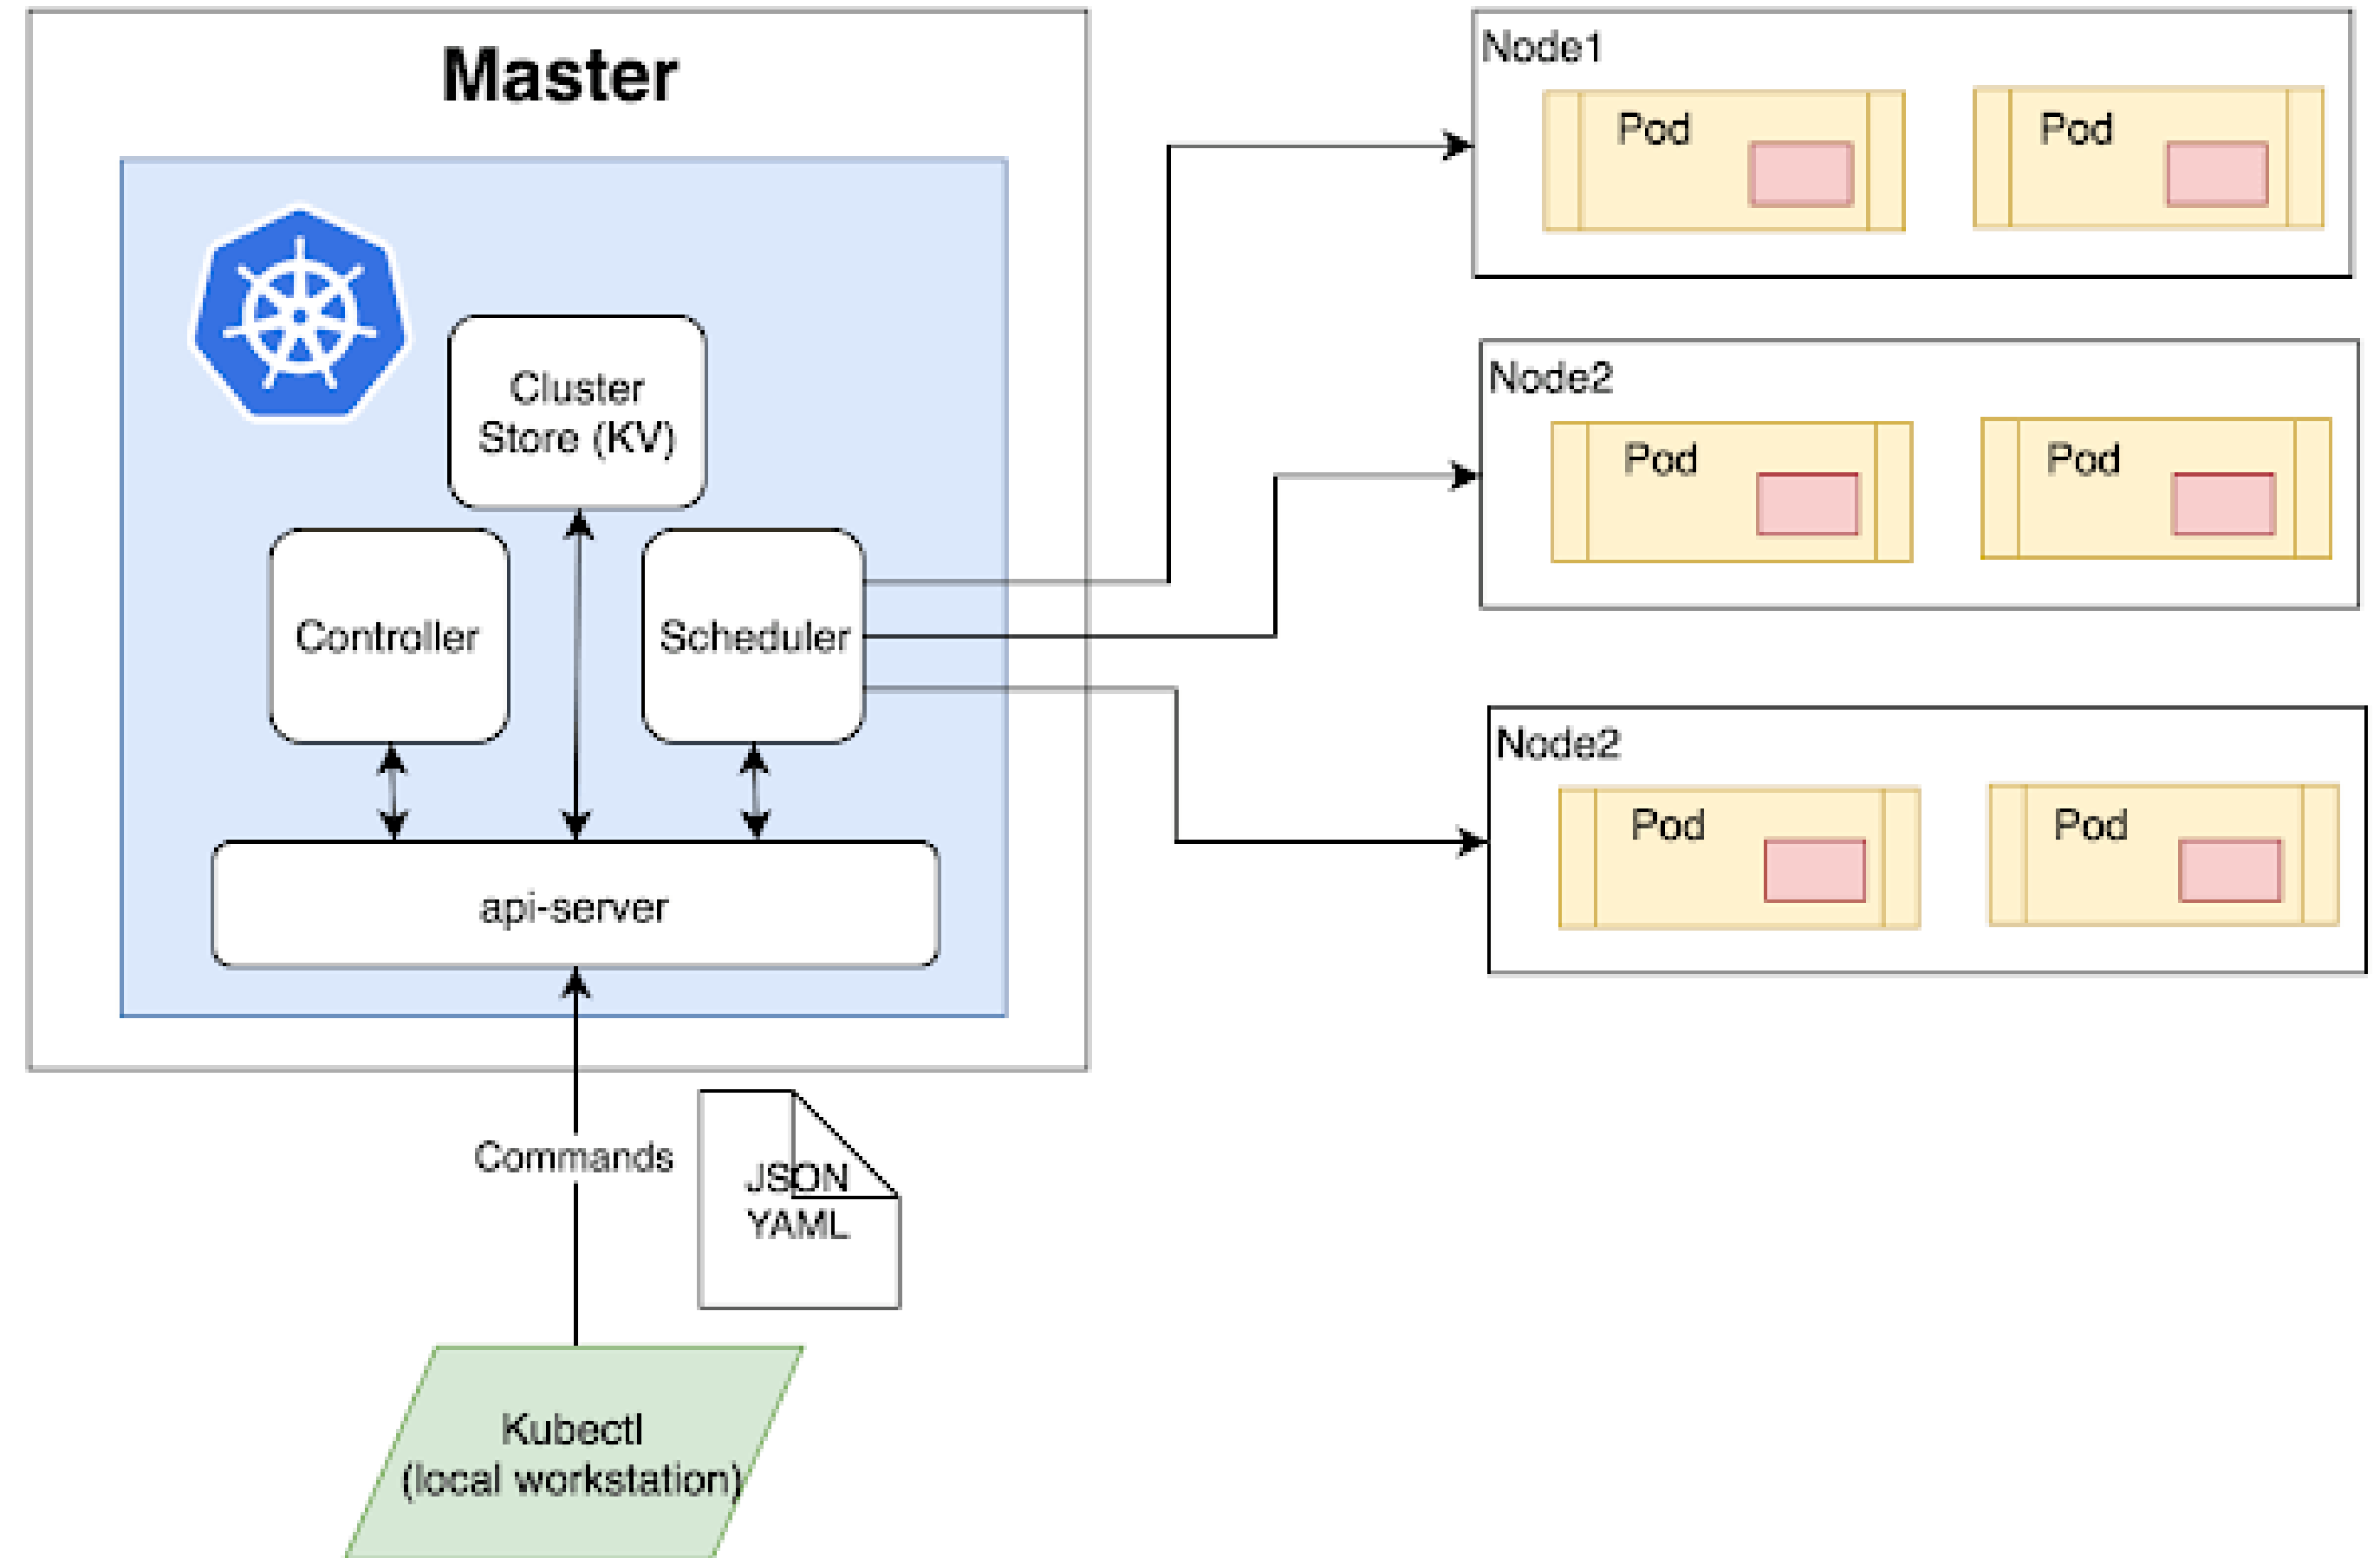 Master
Cluster
Store (KV)
Controller
Scheduler
api-server
Commands
JSON
YAML
Kubectl
(local workstation)
Node1
Pod
Pod
Node2
Pod
Pod
Node2
Pod
Pod